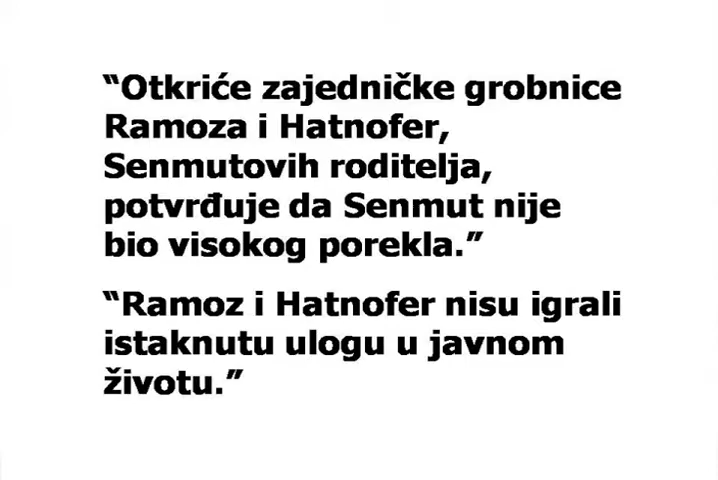 “Otkriće zajedničke grobnice
Ramoza i Hatnofer,
Senmutovih roditelja,
potvrđuje da Senmut nije
bio visokog porekla.”
“Ramoz i Hatnofer nisu igrali
istaknutu ulogu u javnom
životu.”